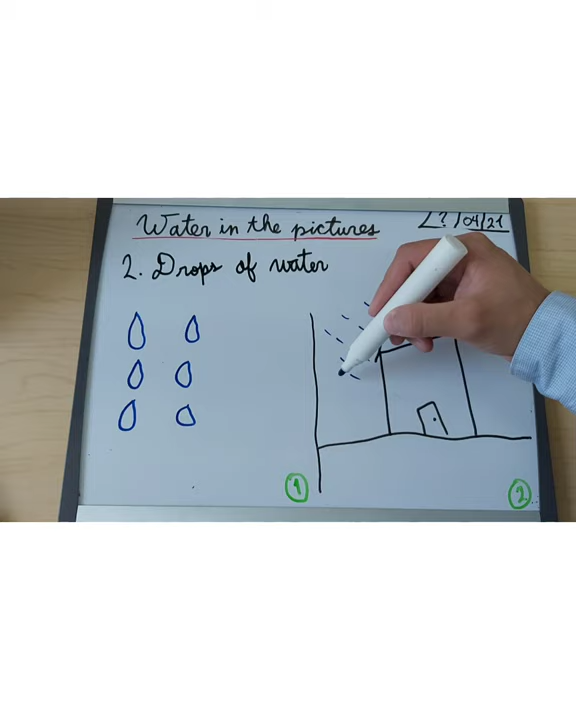 Water in the pictures
L? / 04/21
2. Drops of water
1
2